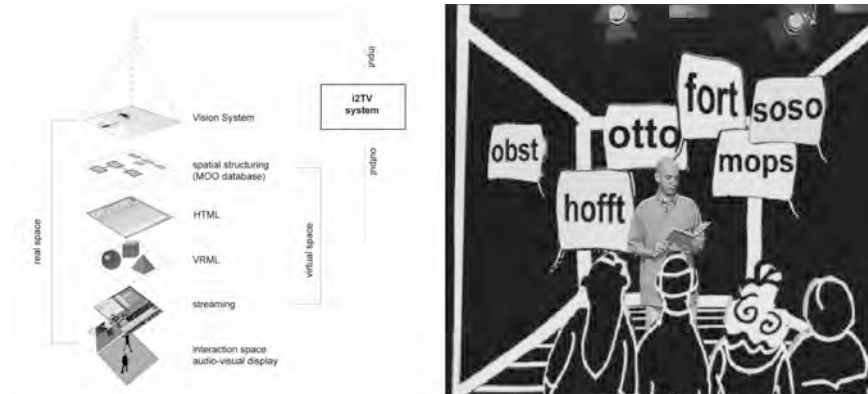 input
i2TV
system
output
Vision System
spatial structuring
(MOO database)
HTML
VRML
streaming
interaction space
audio-visual display
real space
virtual space
fort
soso
otto
obst
mops
hofft